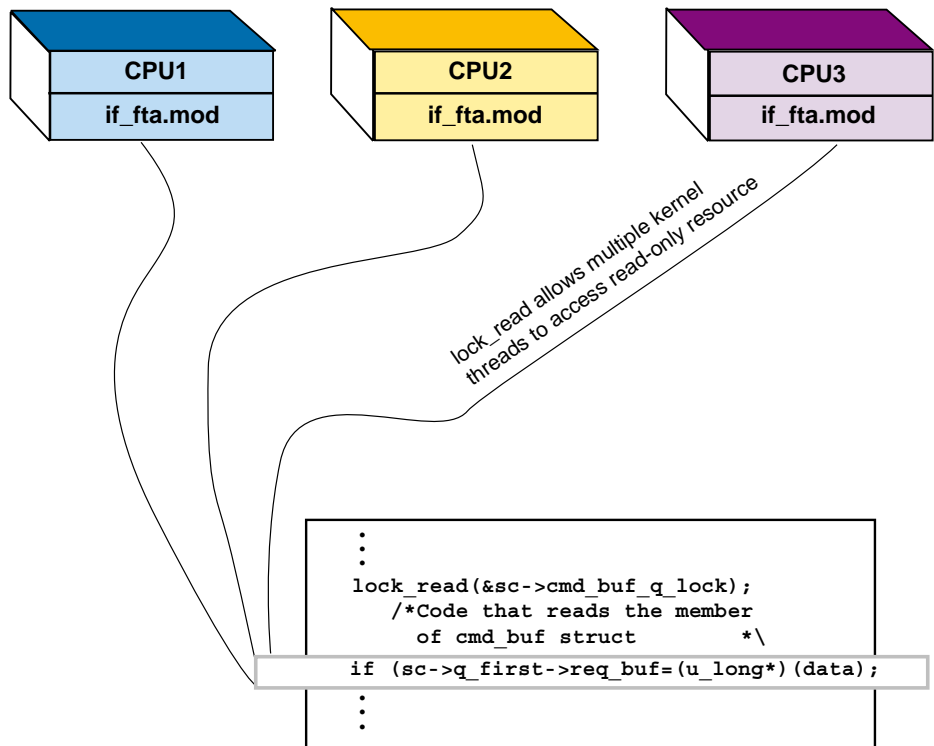 CPU1
if_fta.mod
CPU2
if_fta.mod
CPU3
if_fta.mod
lock_read allows multiple kernel
threads to access read-only resource
lock_read(&sc->cmd_buf_q_lock);
/*Code that reads the member
of cmd_buf struct *\
if (sc->q_first->req_buf=(u_long*)(data);